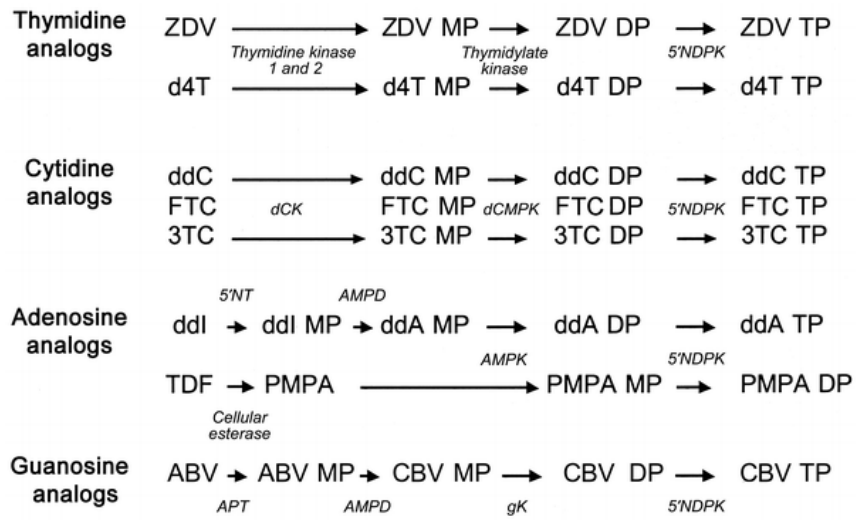 Thymidine analogs
ZDV ZDV MP ZDV DP ZDV TP
Thymidine kinase 1 and 2 Thymidylate kinase 5'NDPK
d4T d4T MP d4T DP d4T TP
Cytidine analogs
ddC ddC MP ddC DP ddC TP
FTC dCK FTC MP dCMPK FTC DP 5'NDPK FTC TP
3TC 3TC MP 3TC DP 3TC TP
5'NT AMPD
Adenosine analogs
ddI ddI MP ddA MP ddA DP ddA TP
AMPK 5'NDPK
TDF PMPA PMPA MP PMPA DP
Cellular esterase
Guanosine analogs
ABV ABV MP CBV MP CBV DP CBV TP
APT AMPD gK 5'NDPK